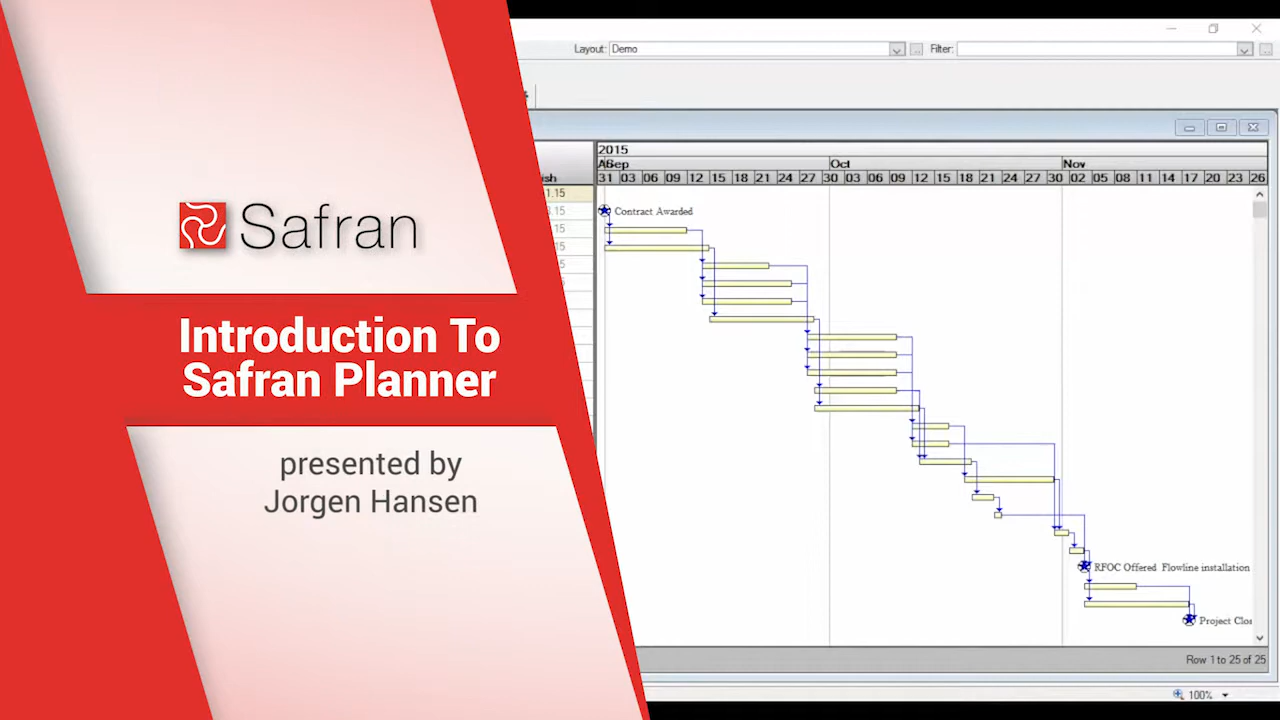 Safran
Introduction To
Safran Planner
presented by
Jorgen Hansen
Layout: Demo Filter:
2015
Sep Oct Nov
31 03 06 09 12 15 18 21 24 27 30 03 06 09 12 15 18 21 24 27 30 02 05 08 11 14 17 20 23 26
Contract Awarded
RFOC Offered Flowline installation
Project Clos
Row 1 to 25 of 25
100%